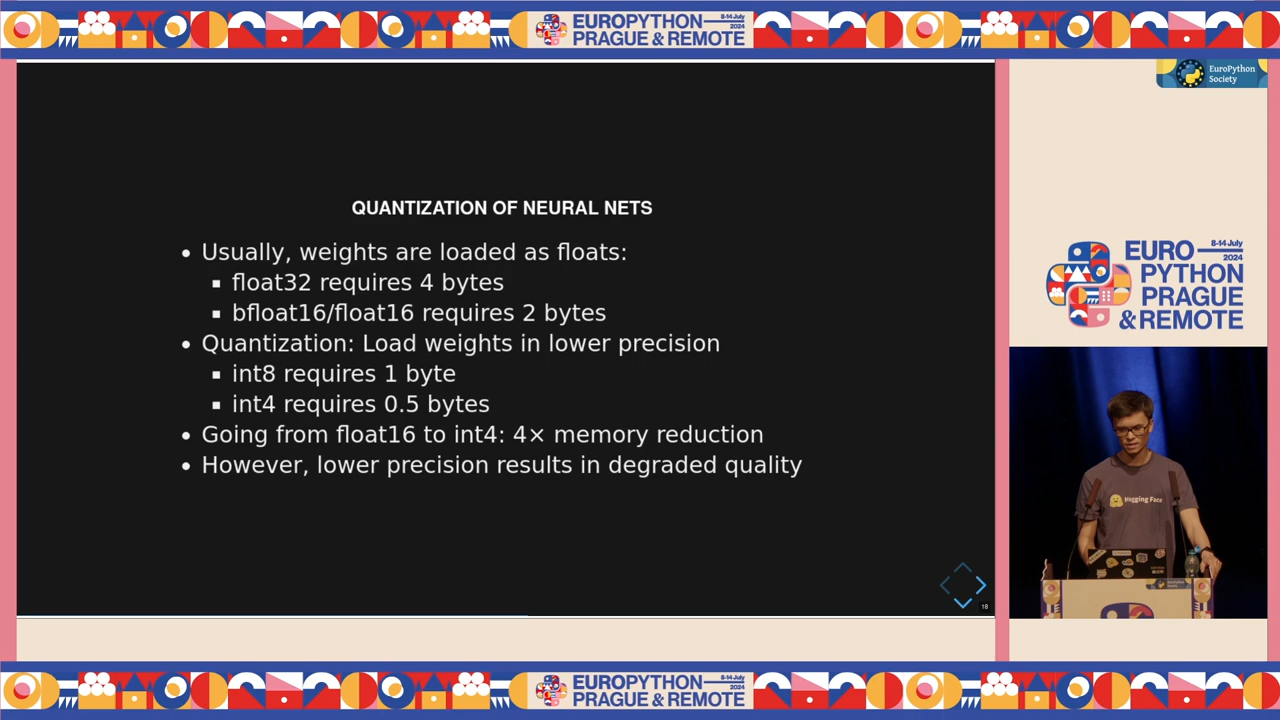 EUROPYTHON
8-14 July
2024
PRAGUE & REMOTE
EuroPython
Society
QUANTIZATION OF NEURAL NETS
• Usually, weights are loaded as floats:
▪ float32 requires 4 bytes
▪ bfloat16/float16 requires 2 bytes
• Quantization: Load weights in lower precision
▪ int8 requires 1 byte
▪ int4 requires 0.5 bytes
• Going from float16 to int4: 4× memory reduction
• However, lower precision results in degraded quality
18
EURO
8-14 July
2024
PYTHON
PRAGUE
& REMOTE
Hugging Face
EUROPYTHON
8-14 July
2024
PRAGUE & REMOTE